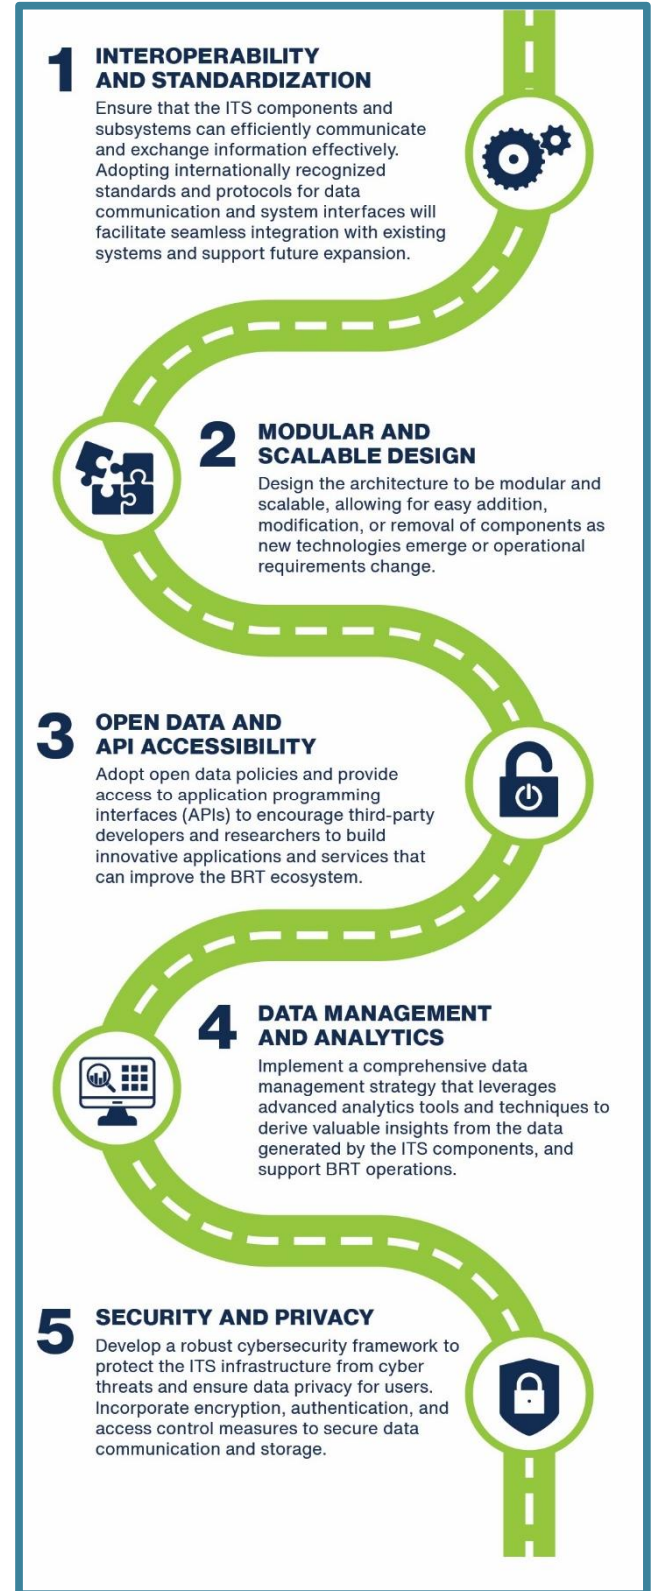 1
INTEROPERABILITY
AND STANDARDIZATION
Ensure that the ITS components and
subsystems can efficiently communicate
and exchange information effectively.
Adopting internationally recognized
standards and protocols for data
communication and system interfaces will
facilitate seamless integration with existing
systems and support future expansion.
2
MODULAR AND
SCALABLE DESIGN
Design the architecture to be modular and
scalable, allowing for easy addition,
modification, or removal of components as
new technologies emerge or operational
requirements change.
3
OPEN DATA AND
API ACCESSIBILITY
Adopt open data policies and provide
access to application programming
interfaces (APIs) to encourage third-party
developers and researchers to build
innovative applications and services that
can improve the BRT ecosystem.
4
DATA MANAGEMENT
AND ANALYTICS
Implement a comprehensive data
management strategy that leverages
advanced analytics tools and techniques to
derive valuable insights from the data
generated by the ITS components, and
support BRT operations.
5
SECURITY AND PRIVACY
Develop a robust cybersecurity framework to
protect the ITS infrastructure from cyber
threats and ensure data privacy for users.
Incorporate encryption, authentication, and
access control measures to secure data
communication and storage.